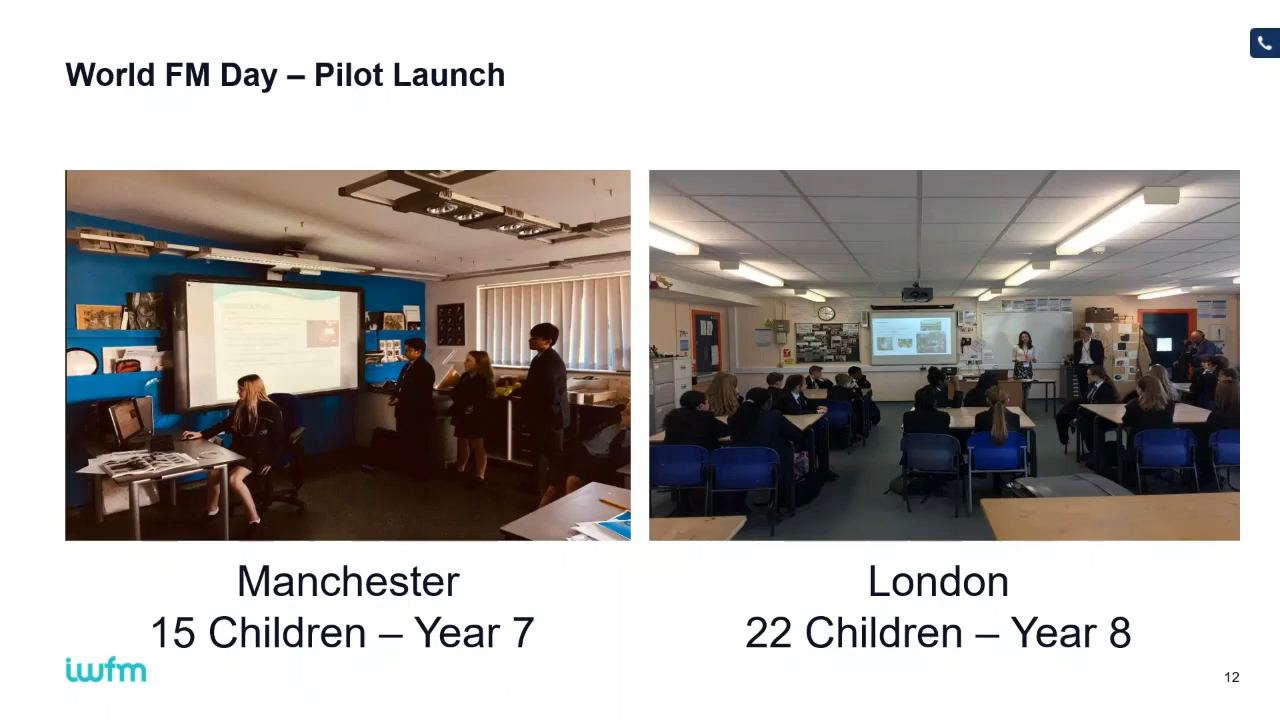 World FM Day – Pilot Launch
Manchester
15 Children – Year 7
London
22 Children – Year 8
iwfm
12